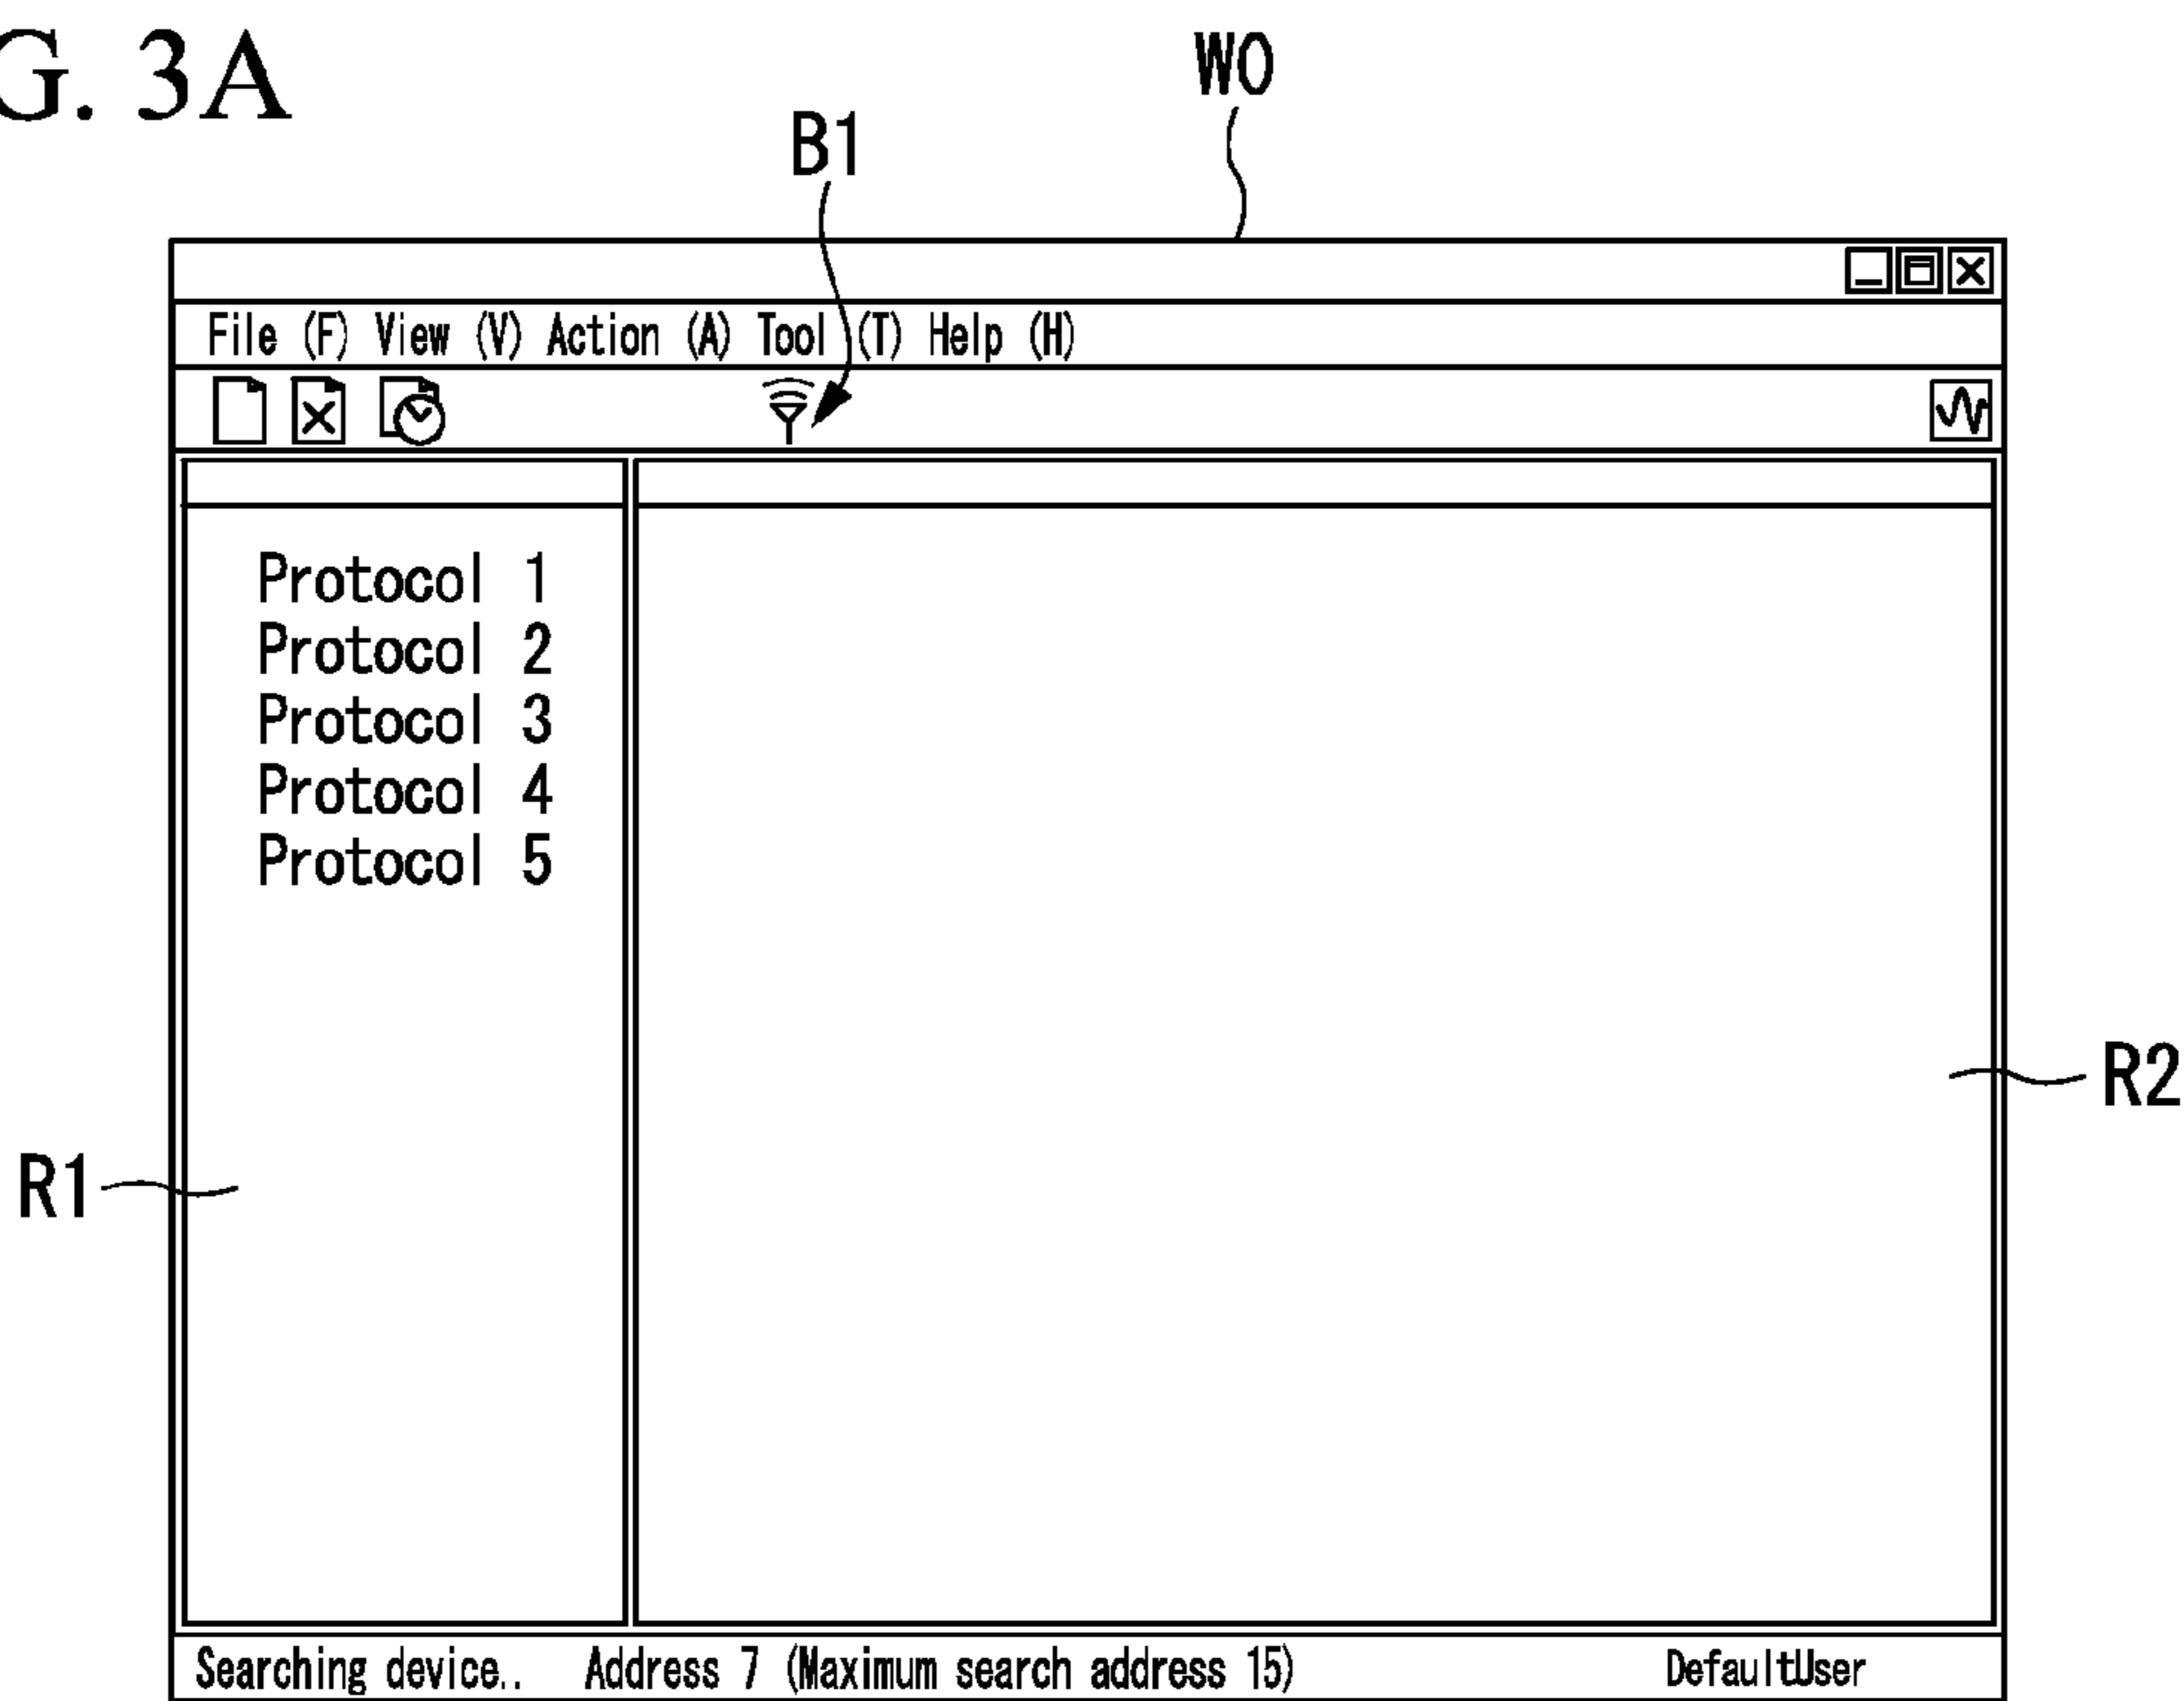 G. 3A
W0
B1
File (F) View (V) Action (A) Tool (T) Help (H)
Protocol 1
Protocol 2
Protocol 3
Protocol 4
Protocol 5
R2
R1
Searching device.. Address 7 (Maximum search address 15) DefaultUser